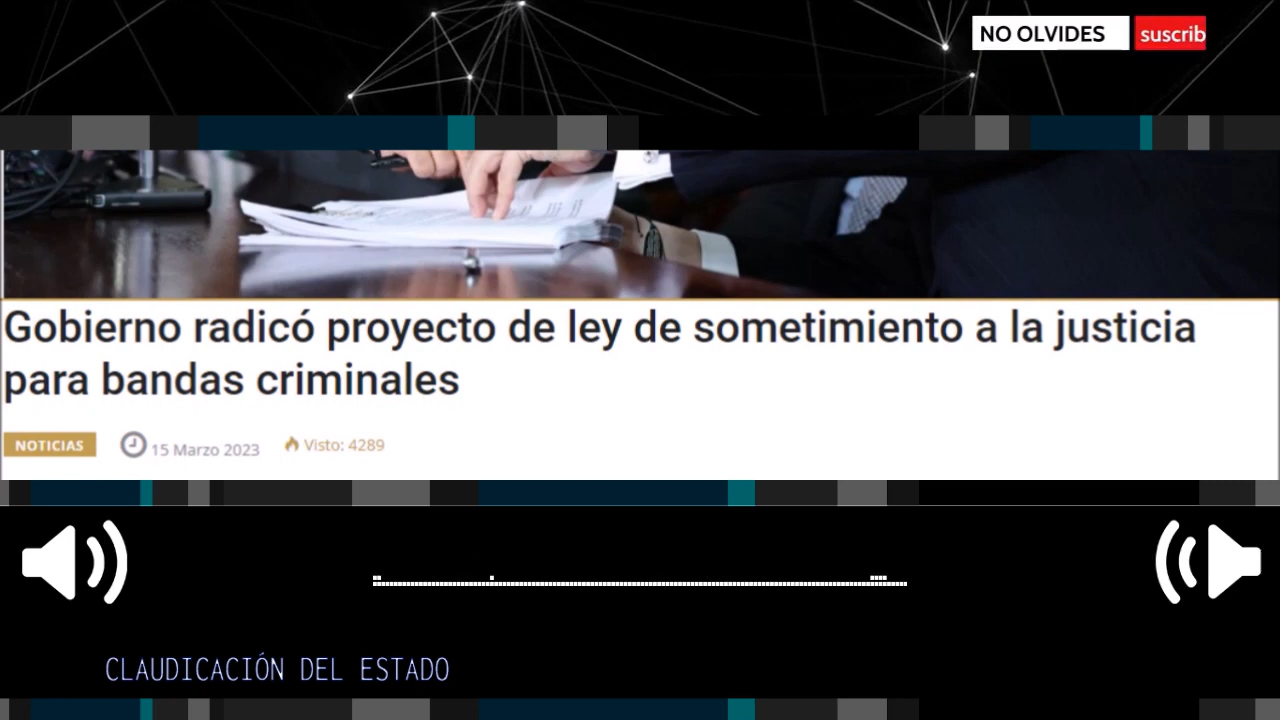 NO OLVIDES suscrib
Gobierno radicó proyecto de ley de sometimiento a la justicia
para bandas criminales
NOTICIAS 15 Marzo 2023 Visto: 4289
CLAUDICACIÓN DEL ESTADO